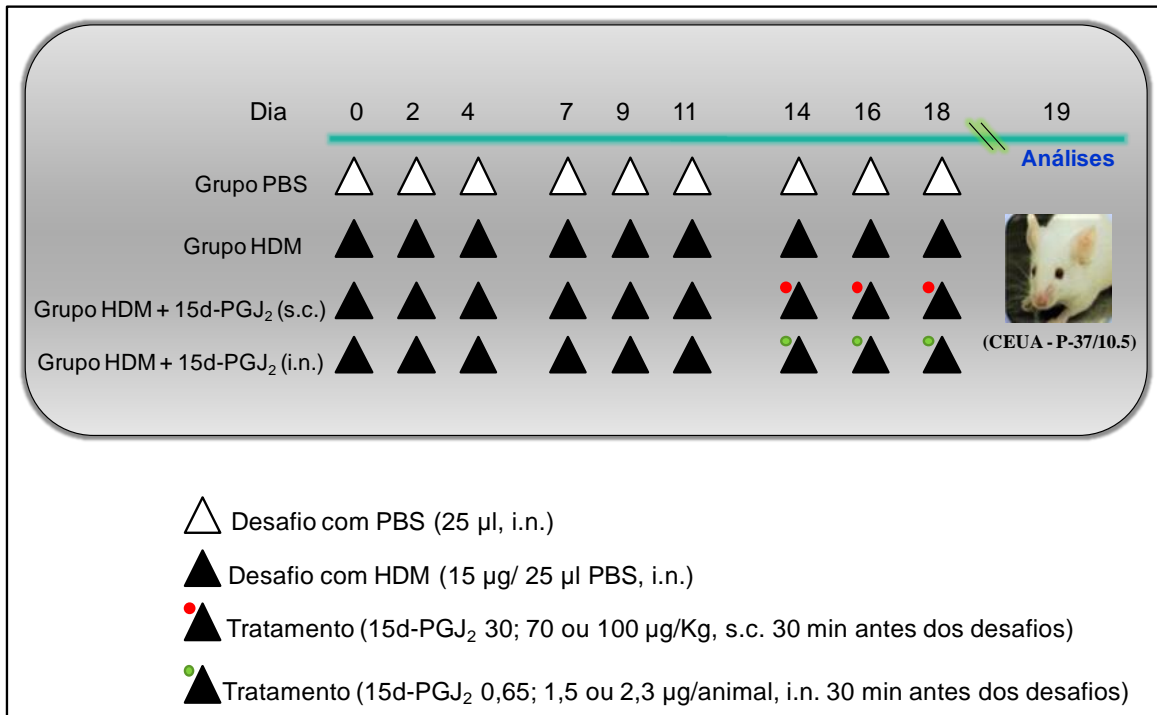 Dia 0 2 4 7 9 11 14 16 18 19
Análises
Grupo PBS
Grupo HDM
Grupo HDM + 15d-PGJ₂ (s.c.)
(CEUA - P-37/10.5)
Grupo HDM + 15d-PGJ₂ (i.n.)
Desafio com PBS (25 µl, i.n.)
Desafio com HDM (15 µg/ 25 µl PBS, i.n.)
Tratamento (15d-PGJ₂ 30; 70 ou 100 µg/Kg, s.c. 30 min antes dos desafios)
Tratamento (15d-PGJ₂ 0,65; 1,5 ou 2,3 µg/animal, i.n. 30 min antes dos desafios)